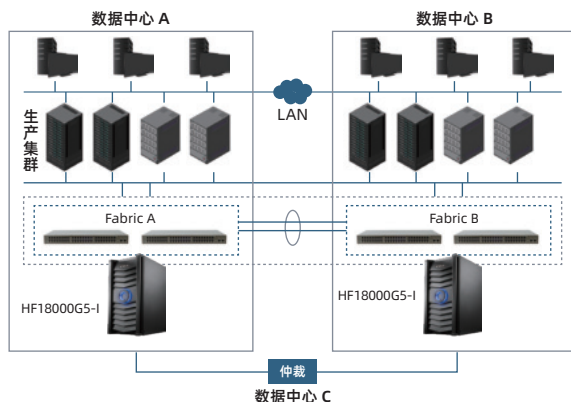 数据中心 A
数据中心 B
LAN
生产集群
Fabric A
Fabric B
HF18000G5-I
HF18000G5-I
仲裁
数据中心 C